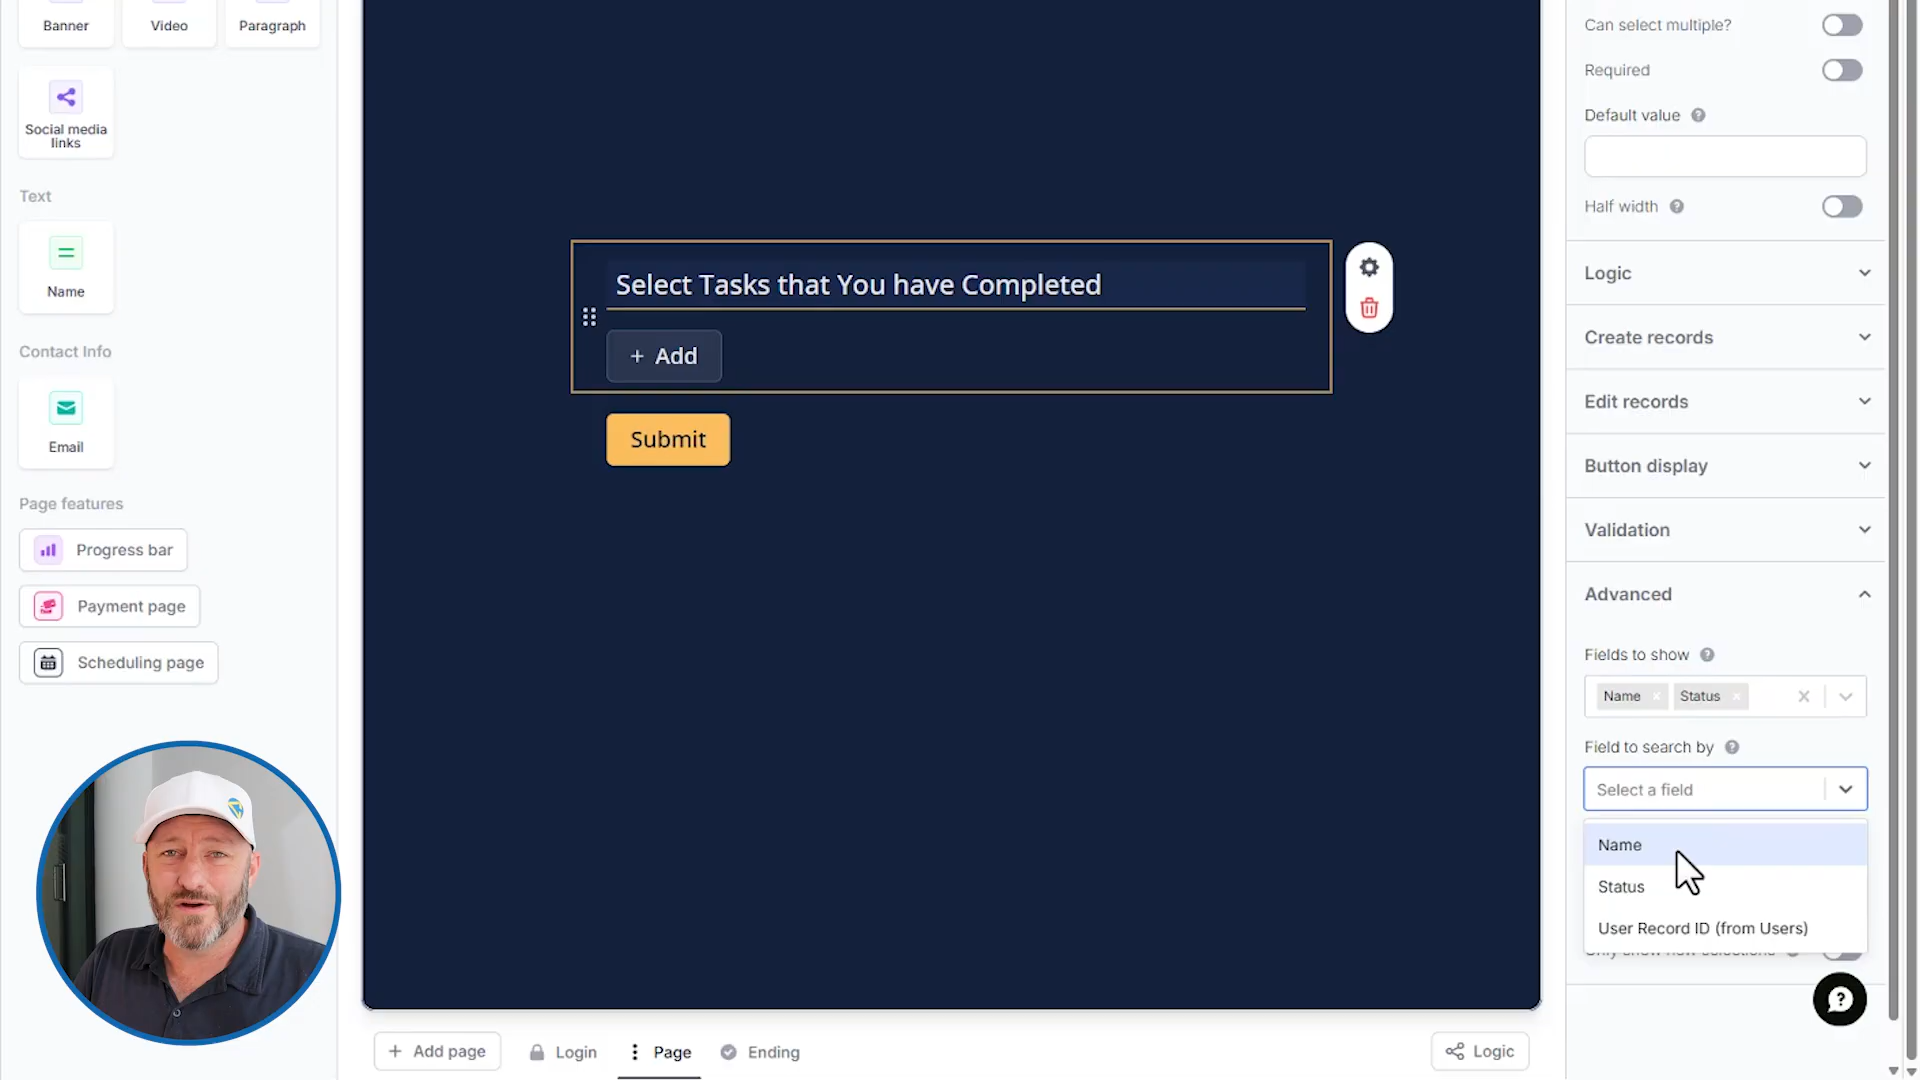 Banner
Video
Paragraph
Social media
links
Text
Name
Contact Info
Email
Page features
Progress bar
Payment page
Scheduling page
Select Tasks that You have Completed
+ Add
Submit
+ Add page
Login
Page
Ending
Logic
Can select multiple?
Required
Default value
Half width
Logic
Create records
Edit records
Button display
Validation
Advanced
Fields to show
Name
Status
Field to search by
Select a field
Name
Status
User Record ID (from Users)